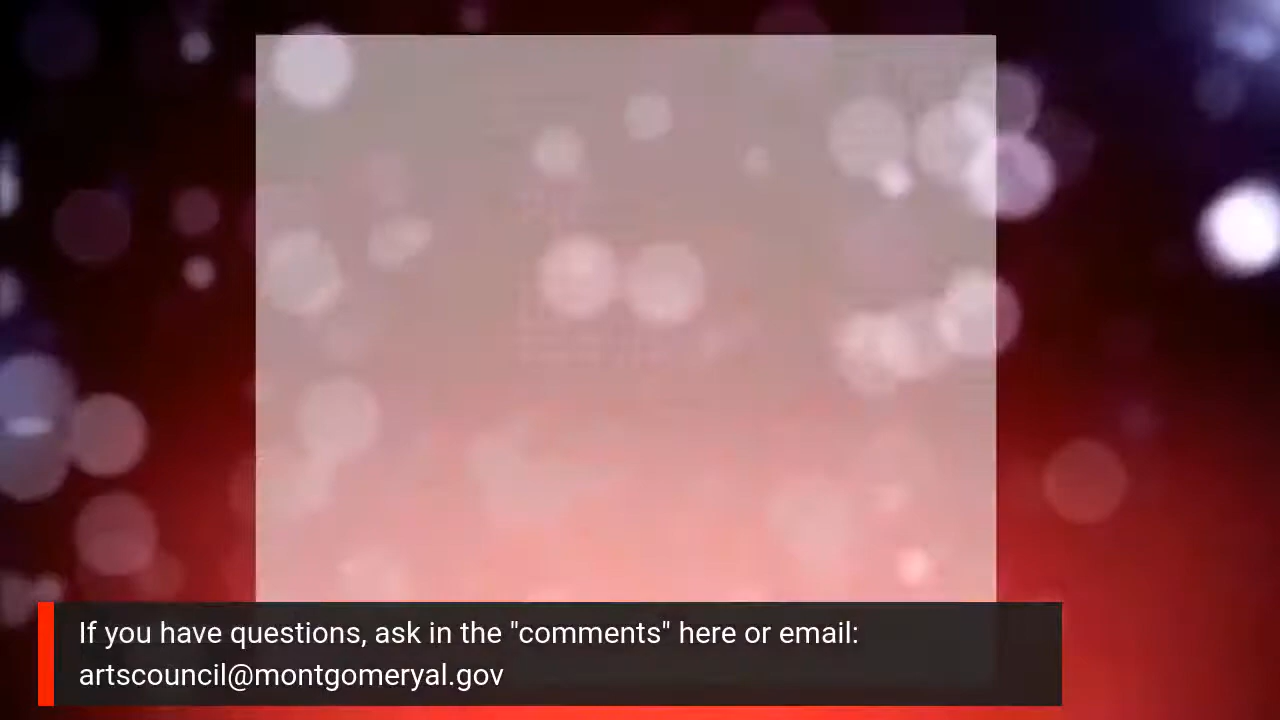 If you have questions, ask in the "comments" here or email:
artscouncil@montgomeryal.gov